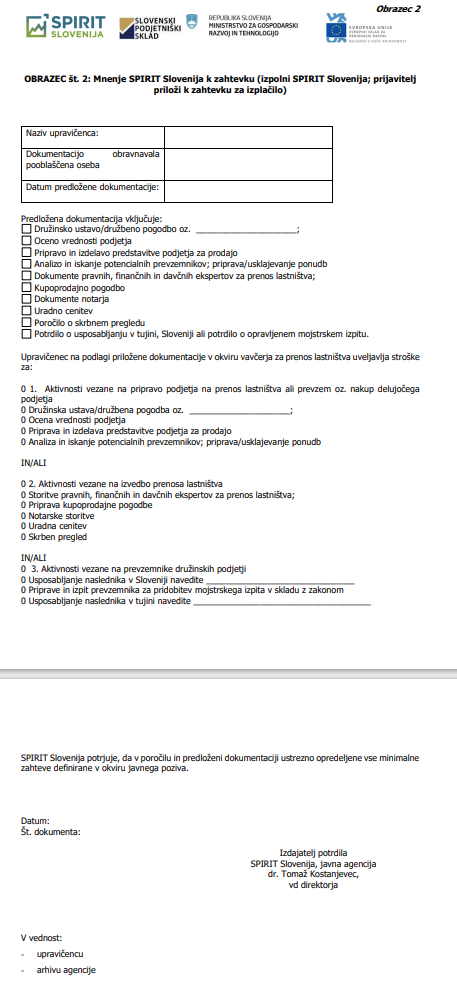 Obrazec 2
SPIRIT
SLOVENIJA
SLOVENSKI
PODJETNIŠKI
SKLAD
REPUBLIKA SLOVENIJA
MINISTRSTVO ZA GOSPODARSKI
RAZVOJ IN TEHNOLOGIJO
EVROPSKA UNIJA
EVROPSKI SKLAD ZA
REGIONALNI RAZVOJ
NALOŽBA V VAŠO PRIHODNOST
OBRAZEC št. 2: Mnenje SPIRIT Slovenija k zahtevku (izpolni SPIRIT Slovenija; prijavitelj
priloži k zahtevku za izplačilo)
Naziv upravičenca:
Dokumentacijo obravnavala
pooblaščena oseba
Datum predložene dokumentacije:
Predložena dokumentacija vključuje:
Družinsko ustavo/družbeno pogodbo oz. ____________________;
Oceno vrednosti podjetja
Pripravo in izdelavo predstavitve podjetja za prodajo
Analizo in iskanje potencialnih prevzemnikov; priprava/usklajevanje ponudb
Dokumente pravnih, finančnih in davčnih ekspertov za prenos lastništva;
Kupoprodajno pogodbo
Dokumente notarja
Uradno cenitev
Poročilo o skrbnem pregledu
Potrdilo o usposabljanju v tujini, Sloveniji ali potrdilo o opravljenem mojstrskem izpitu.
Upravičenec na podlagi priložene dokumentacije v okviru vavčerja za prenos lastništva uveljavlja stroške
za:
0 1. Aktivnosti vezane na pripravo podjetja na prenos lastništva ali prevzem oz. nakup delujočega
podjetja
0 Družinska ustava/družbena pogodba oz. ____________________;
0 Ocena vrednosti podjetja
0 Priprava in izdelava predstavitve podjetja za prodajo
0 Analiza in iskanje potencialnih prevzemnikov; priprava/usklajevanje ponudb
IN/ALI
0 2. Aktivnosti vezane na izvedbo prenosa lastništva
0 Storitve pravnih, finančnih in davčnih ekspertov za prenos lastništva;
0 Priprava kupoprodajne pogodbe
0 Notarske storitve
0 Uradna cenitev
0 Skrben pregled
IN/ALI
0 3. Aktivnosti vezane na prevzemnike družinskih podjetji
0 Usposabljanje naslednika v Sloveniji navedite ______________________________
0 Priprave in izpit prevzemnika za pridobitev mojstrskega izpita v skladu z zakonom
0 Usposabljanje naslednika v tujini navedite ____________________________________
SPIRIT Slovenija potrjuje, da v poročilu in predloženi dokumentaciji ustrezno opredeljene vse minimalne
zahteve definirane v okviru javnega poziva.
Datum:
Št. dokumenta:
Izdajatelj potrdila
SPIRIT Slovenija, javna agencija
dr. Tomaž Kostanjevec,
vd direktorja
V vednost:
- upravičencu
- arhivu agencije